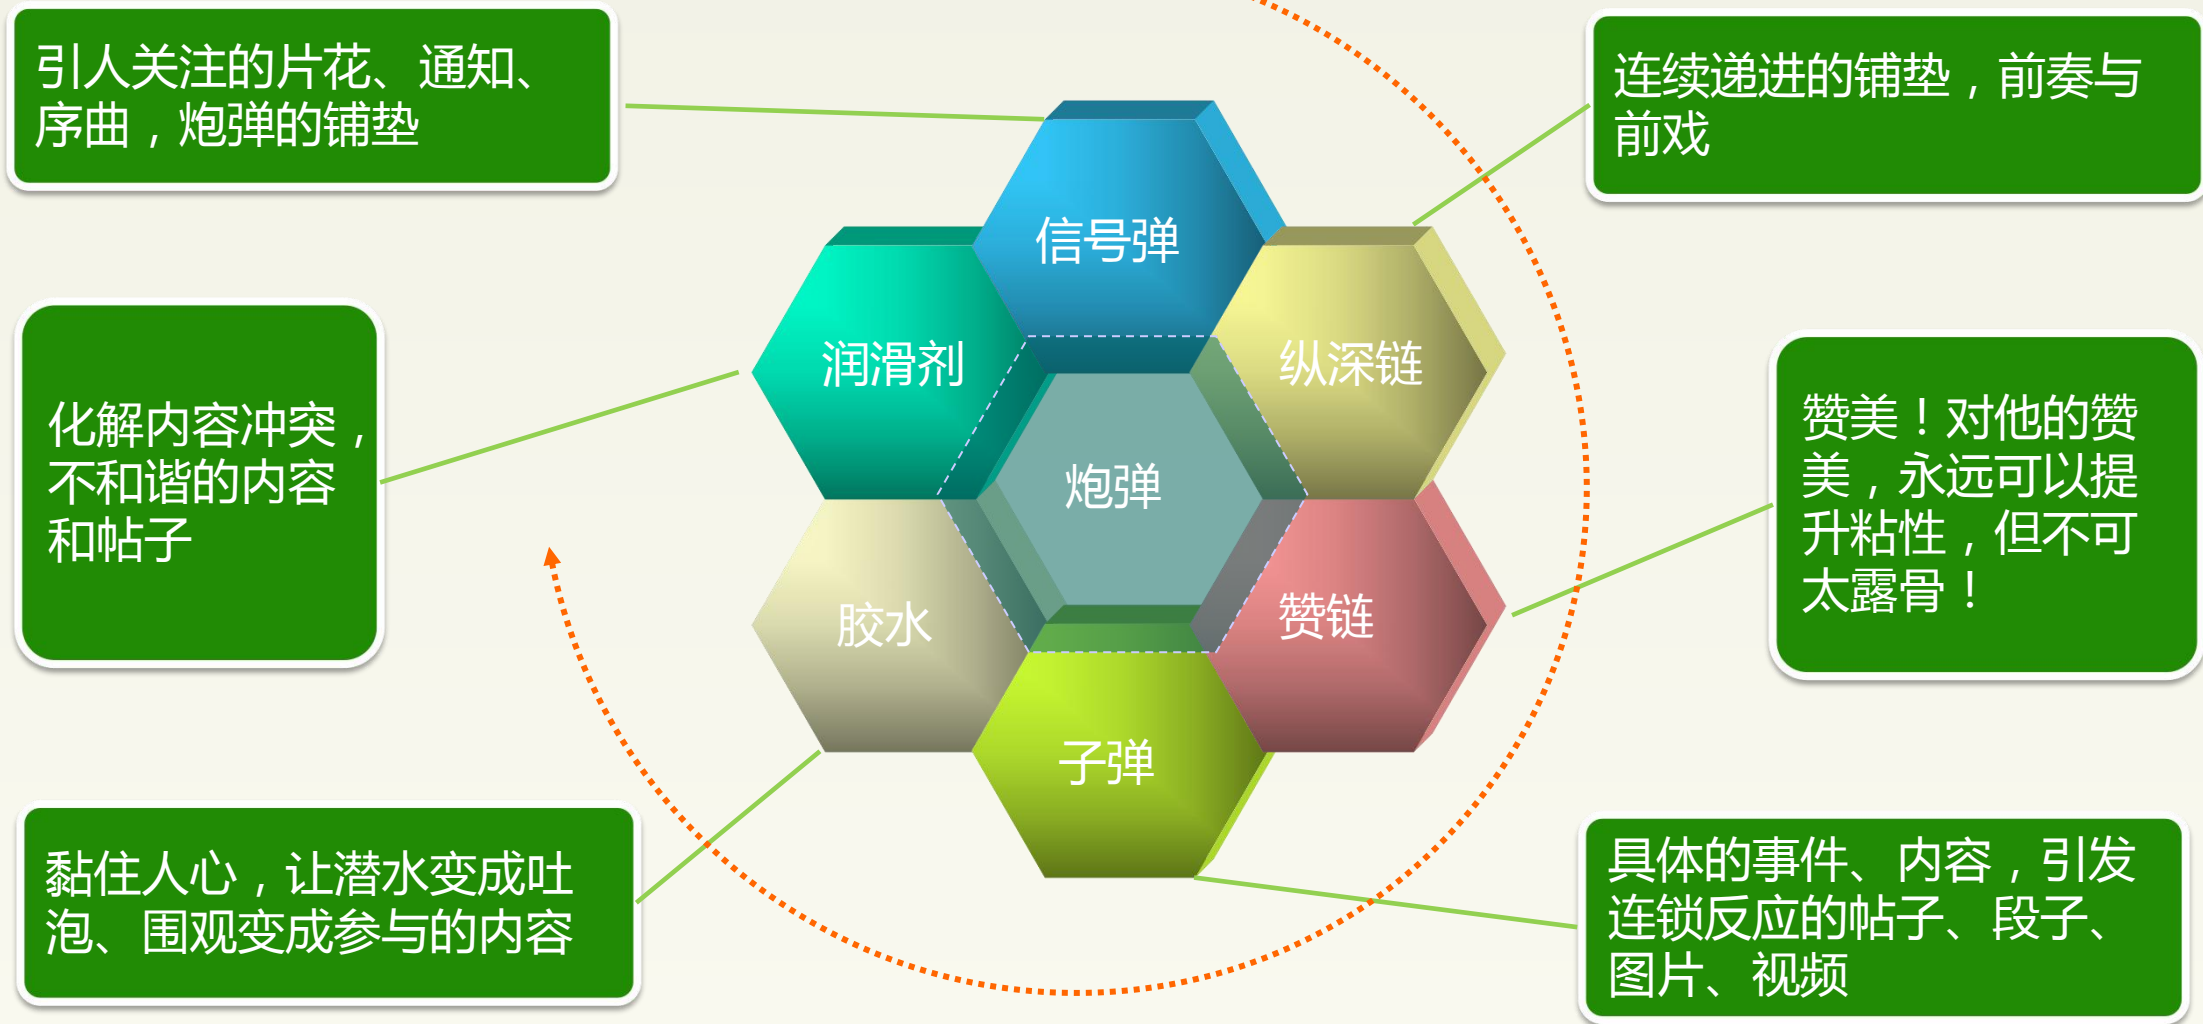 引人关注的片花、通知、
序曲，炮弹的铺垫
连续递进的铺垫，前奏与
前戏
信号弹
润滑剂
纵深链
炮弹
胶水
赞链
子弹
化解内容冲突，
不和谐的内容
和帖子
赞美！对他的赞
美，永远可以提
升粘性，但不可
太露骨！
黏住人心，让潜水变成吐
泡、围观变成参与的内容
具体的事件、内容，引发
连锁反应的帖子、段子、
图片、视频